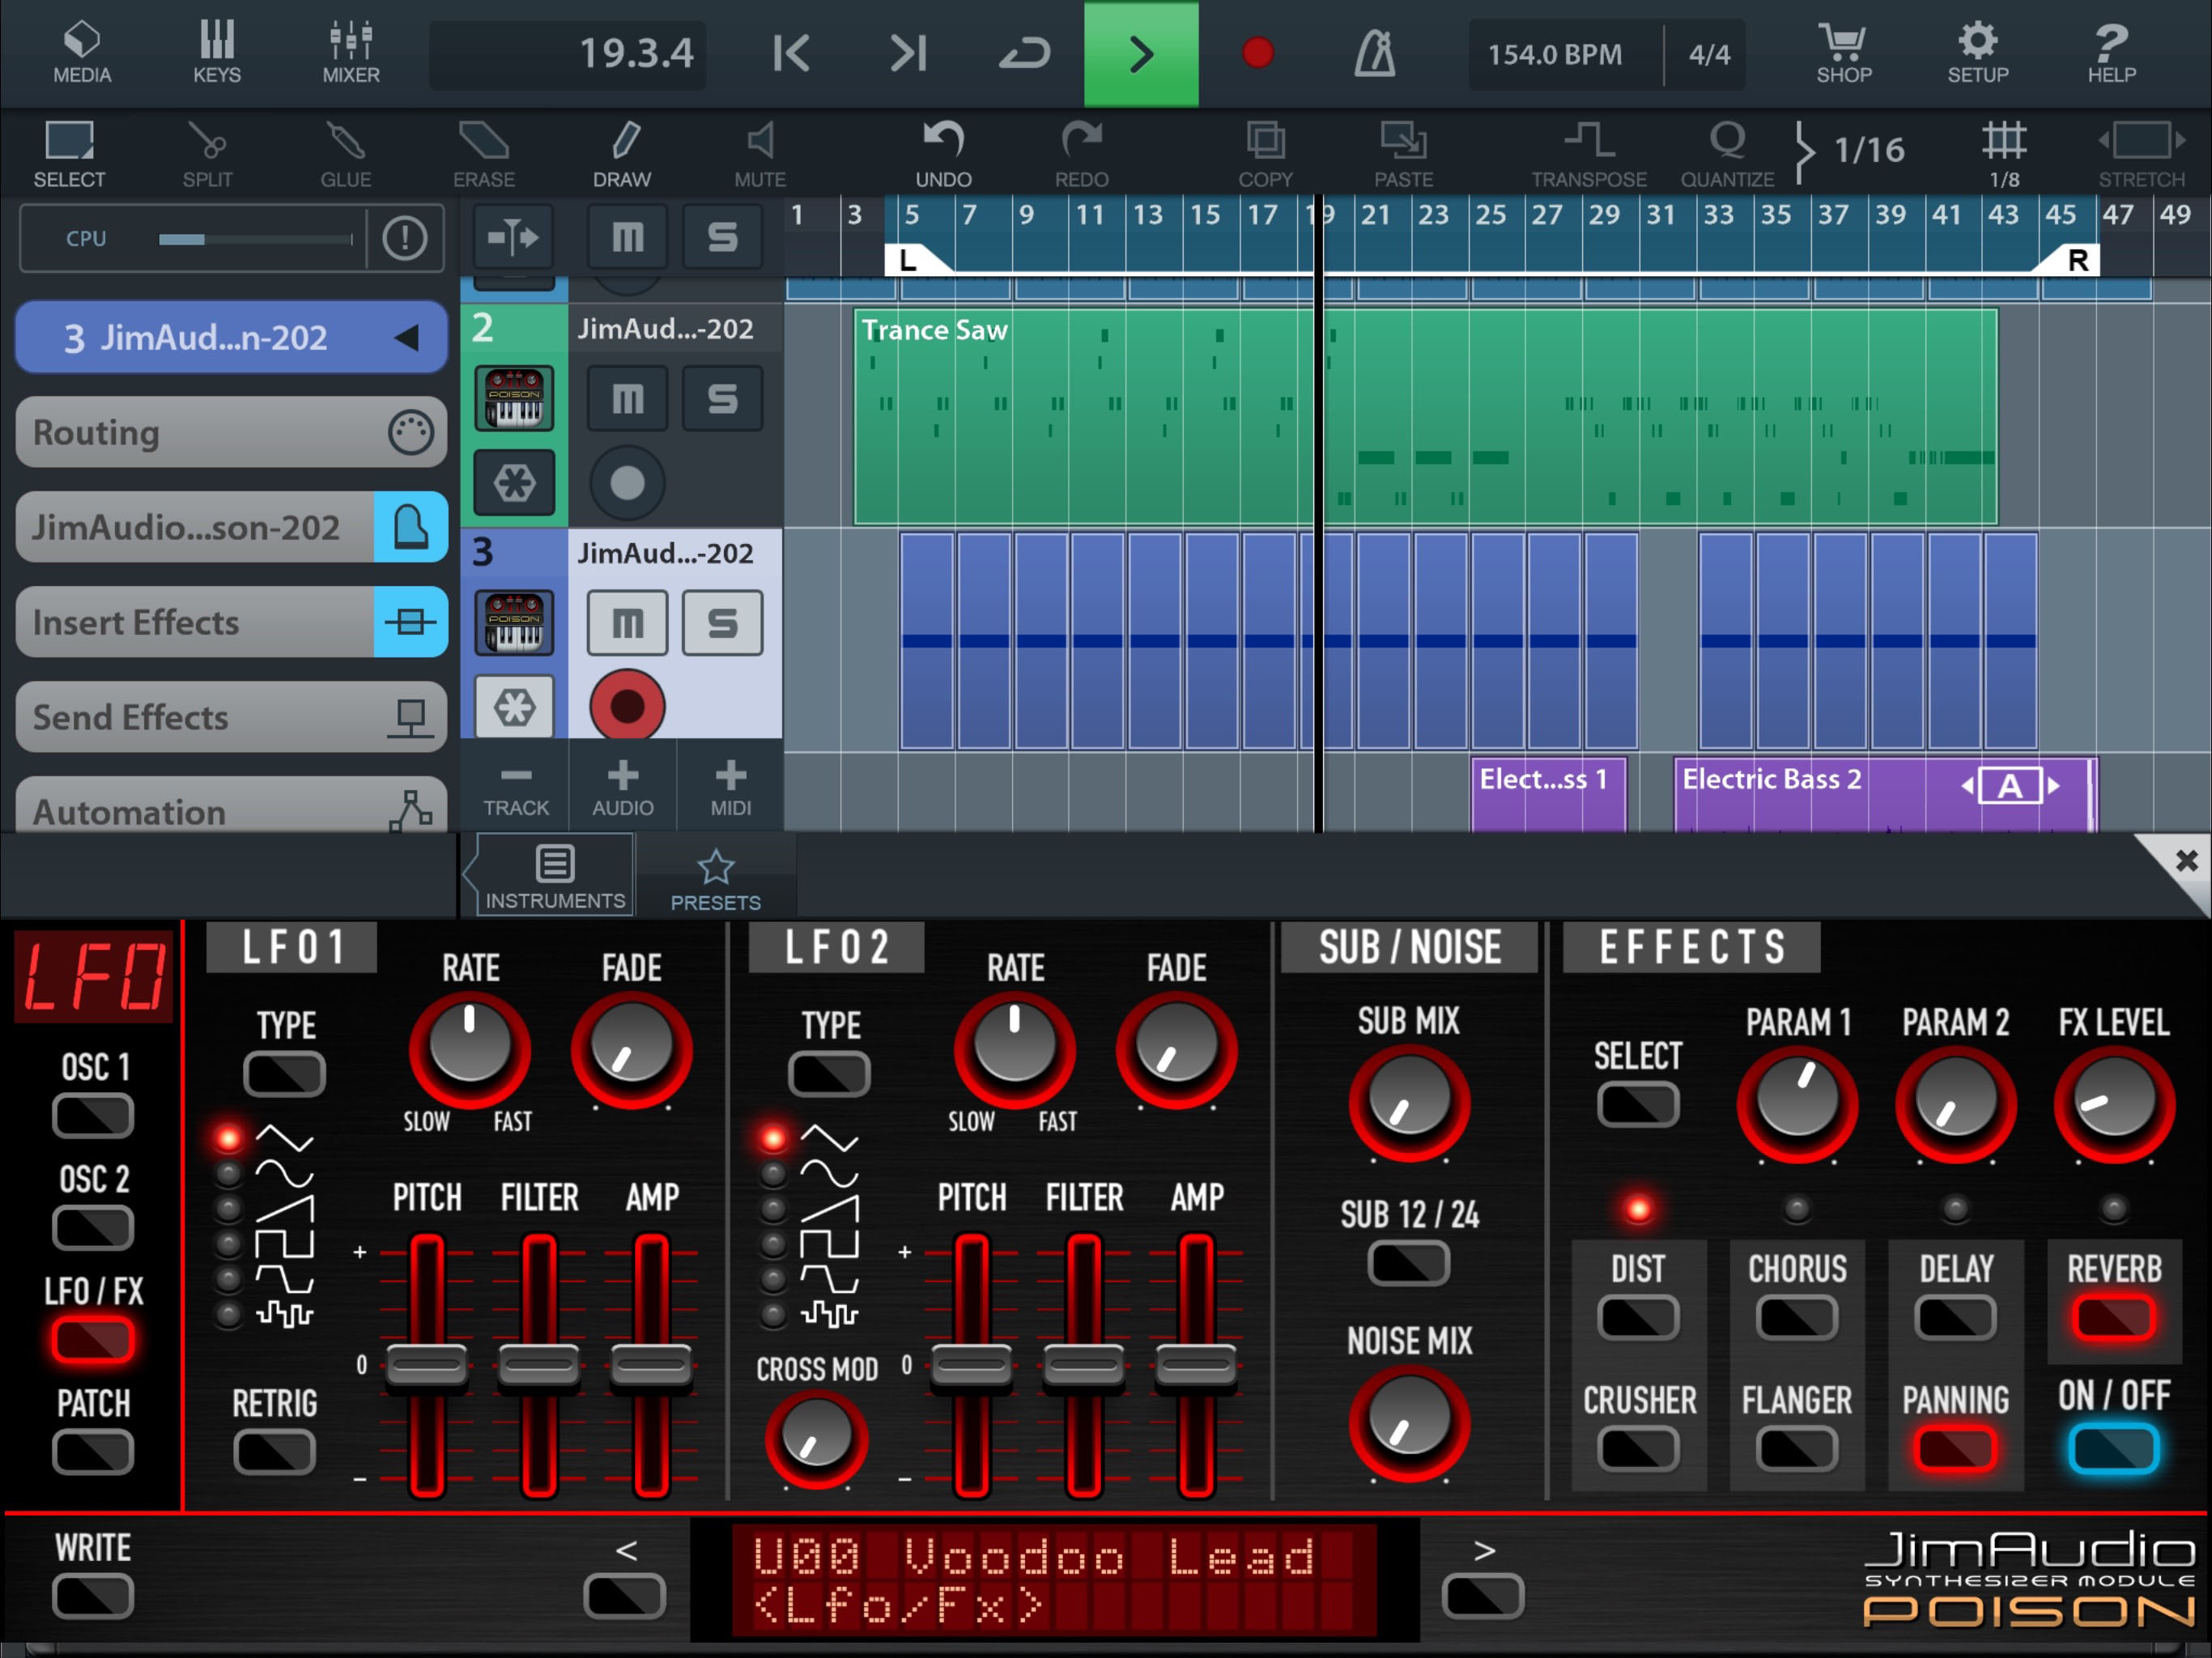 MEDIA KEYS MIXER 19.3.4 154.0 BPM 4/4 SHOP SETUP HELP
SELECT SPLIT GLUE ERASE DRAW MUTE UNDO REDO COPY PASTE TRANSPOSE Q QUANTIZE 1/16 1/8 STRETCH
CPU M S 1 3 5 7 9 11 13 15 17 19 21 23 25 27 29 31 33 35 37 39 41 43 45 47 49
L R
3 JimAud...n-202
2 JimAud...-202 Trance Saw
POISON M S
Routing
JimAudio...son-202
3 JimAud...-202
Insert Effects
POISON M S
Send Effects
Automation
TRACK AUDIO MIDI
Elect...ss 1 Electric Bass 2 A
INSTRUMENTS PRESETS
LFO
OSC 1
OSC 2
LFO / FX
PATCH
LFO1
RATE FADE
TYPE
SLOW FAST
PITCH FILTER AMP
+
0
RETRIG
−
LFO2
RATE FADE
TYPE
SLOW FAST
PITCH FILTER AMP
+
CROSS MOD 0
−
SUB / NOISE
SUB MIX
SUB 12 / 24
NOISE MIX
EFFECTS
SELECT PARAM 1 PARAM 2 FX LEVEL
DIST CHORUS DELAY REVERB
CRUSHER FLANGER PANNING ON / OFF
WRITE < >
U00 Voodoo Lead
<Lfo/Fx>
JimAudio
SYNTHESIZER MODULE
POISON